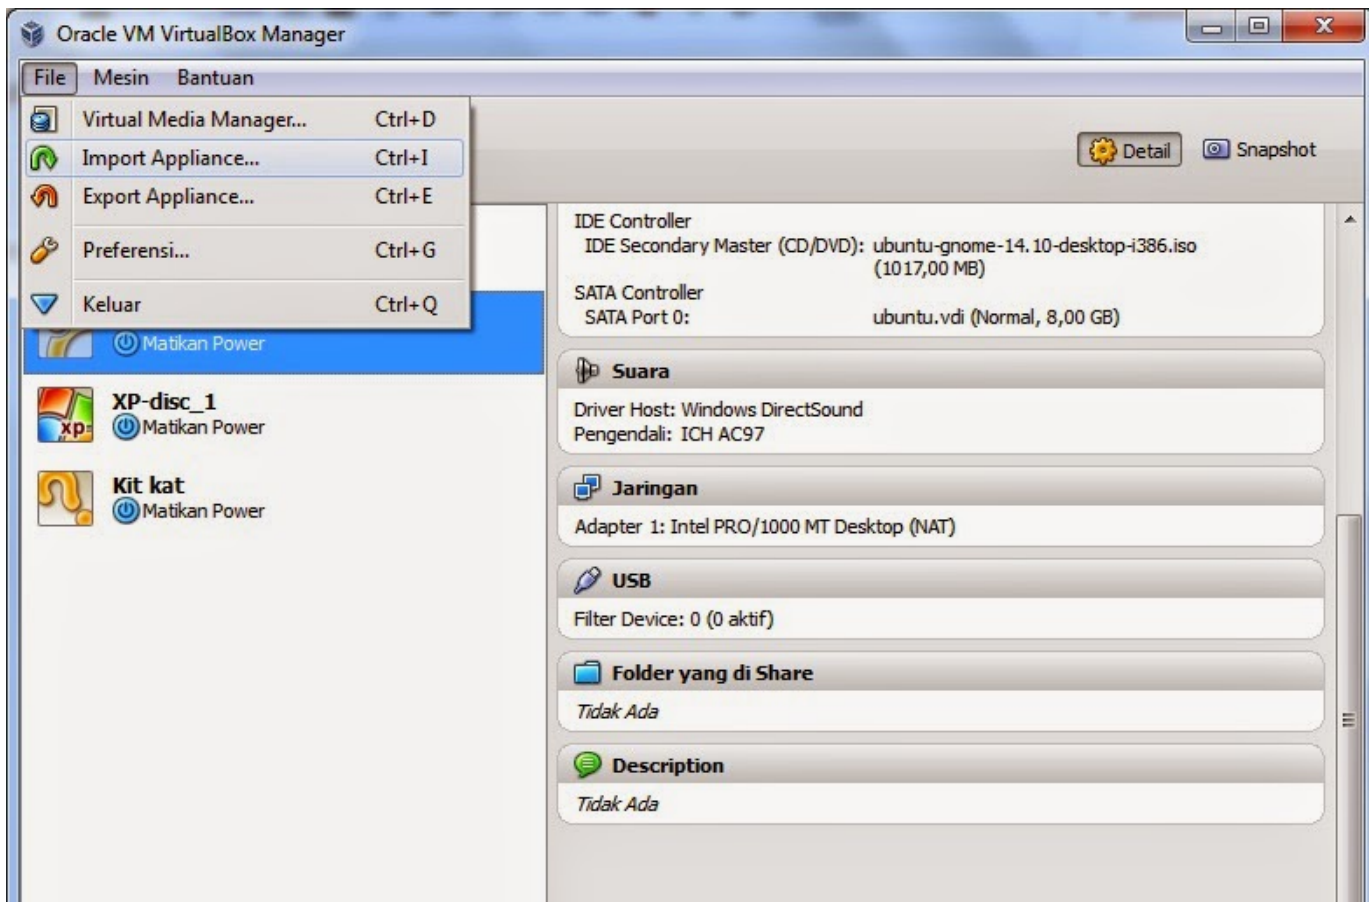 Oracle VM VirtualBox Manager
File Mesin Bantuan
Virtual Media Manager... Ctrl+D
Import Appliance... Ctrl+I
Export Appliance... Ctrl+E
Preferensi... Ctrl+G
Keluar Ctrl+Q
Detail Snapshot
Matikan Power
XP-disc_1
xp
Matikan Power
Kit kat
Matikan Power
IDE Controller
IDE Secondary Master (CD/DVD): ubuntu-gnome-14.10-desktop-i386.iso
(1017,00 MB)
SATA Controller
SATA Port 0: ubuntu.vdi (Normal, 8,00 GB)
Suara
Driver Host: Windows DirectSound
Pengendali: ICH AC97
Jaringan
Adapter 1: Intel PRO/1000 MT Desktop (NAT)
USB
Filter Device: 0 (0 aktif)
Folder yang di Share
Tidak Ada
Description
Tidak Ada